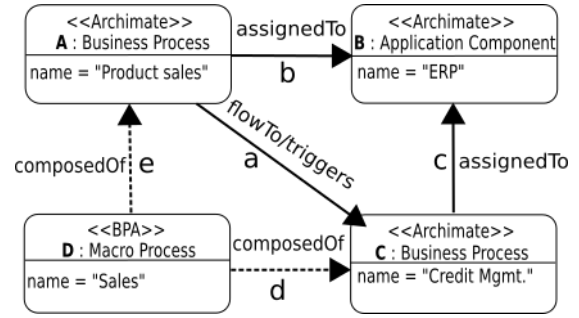 <<Archimate>>
A : Business Process
name = "Product sales"
assignedTo
b
<<Archimate>>
B : Application Component
name = "ERP"
flowTo/triggers
a
composedOf
e
c
assignedTo
<<BPA>>
D : Macro Process
name = "Sales"
composedOf
d
<<Archimate>>
C : Business Process
name = "Credit Mgmt."